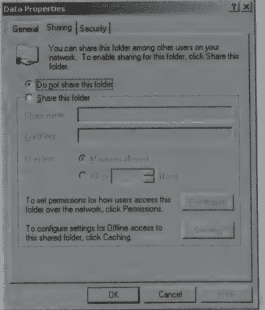 Data Properties
General Sharing Security
You can share this folder among other users on your
network. To enable sharing for this folder, click Share this
folder.
Do not share this folder
Share this folder
Share name:
Maximum allowed
Allow Users
To set permissions for how users access this
folder over the network, click Permissions.
Permissions
To configure settings for Offline access to
this shared folder, click Caching.
Caching
OK Cancel Apply